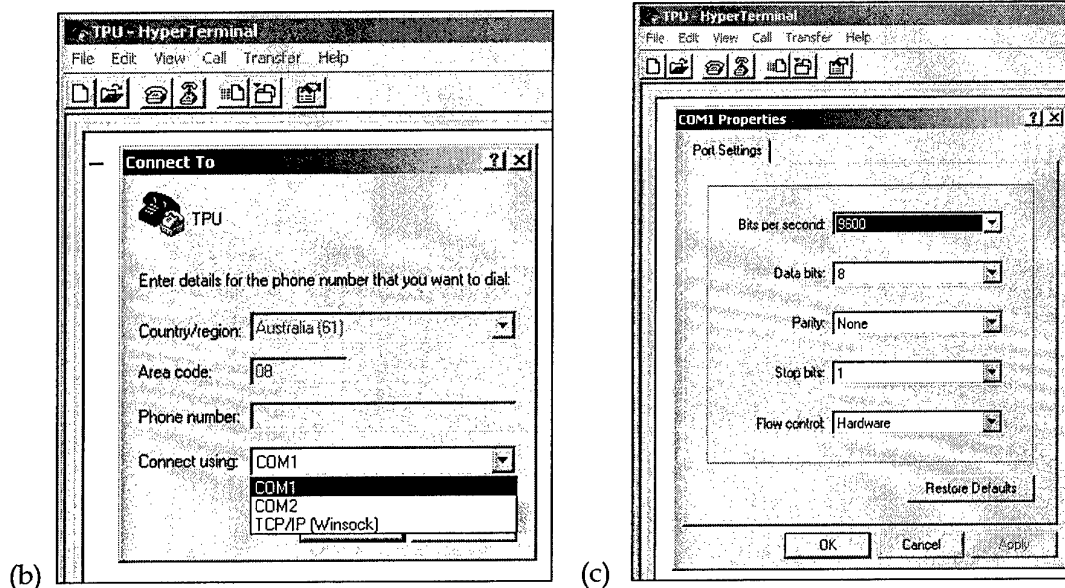 TPU - HyperTerminal
File Edit View Call Transfer Help
Connect To
TPU
Enter details for the phone number that you want to dial:
Country/region: Australia (61)
Area code: 08
Phone number:
Connect using: COM1
COM1
COM2
TCP/IP (Winsock)
(b)
TPU - HyperTerminal
File Edit View Call Transfer Help
COM1 Properties
Port Settings
Bits per second: 9600
Data bits: 8
Parity: None
Stop bits: 1
Flow control: Hardware
Restore Defaults
OK Cancel Apply
(c)